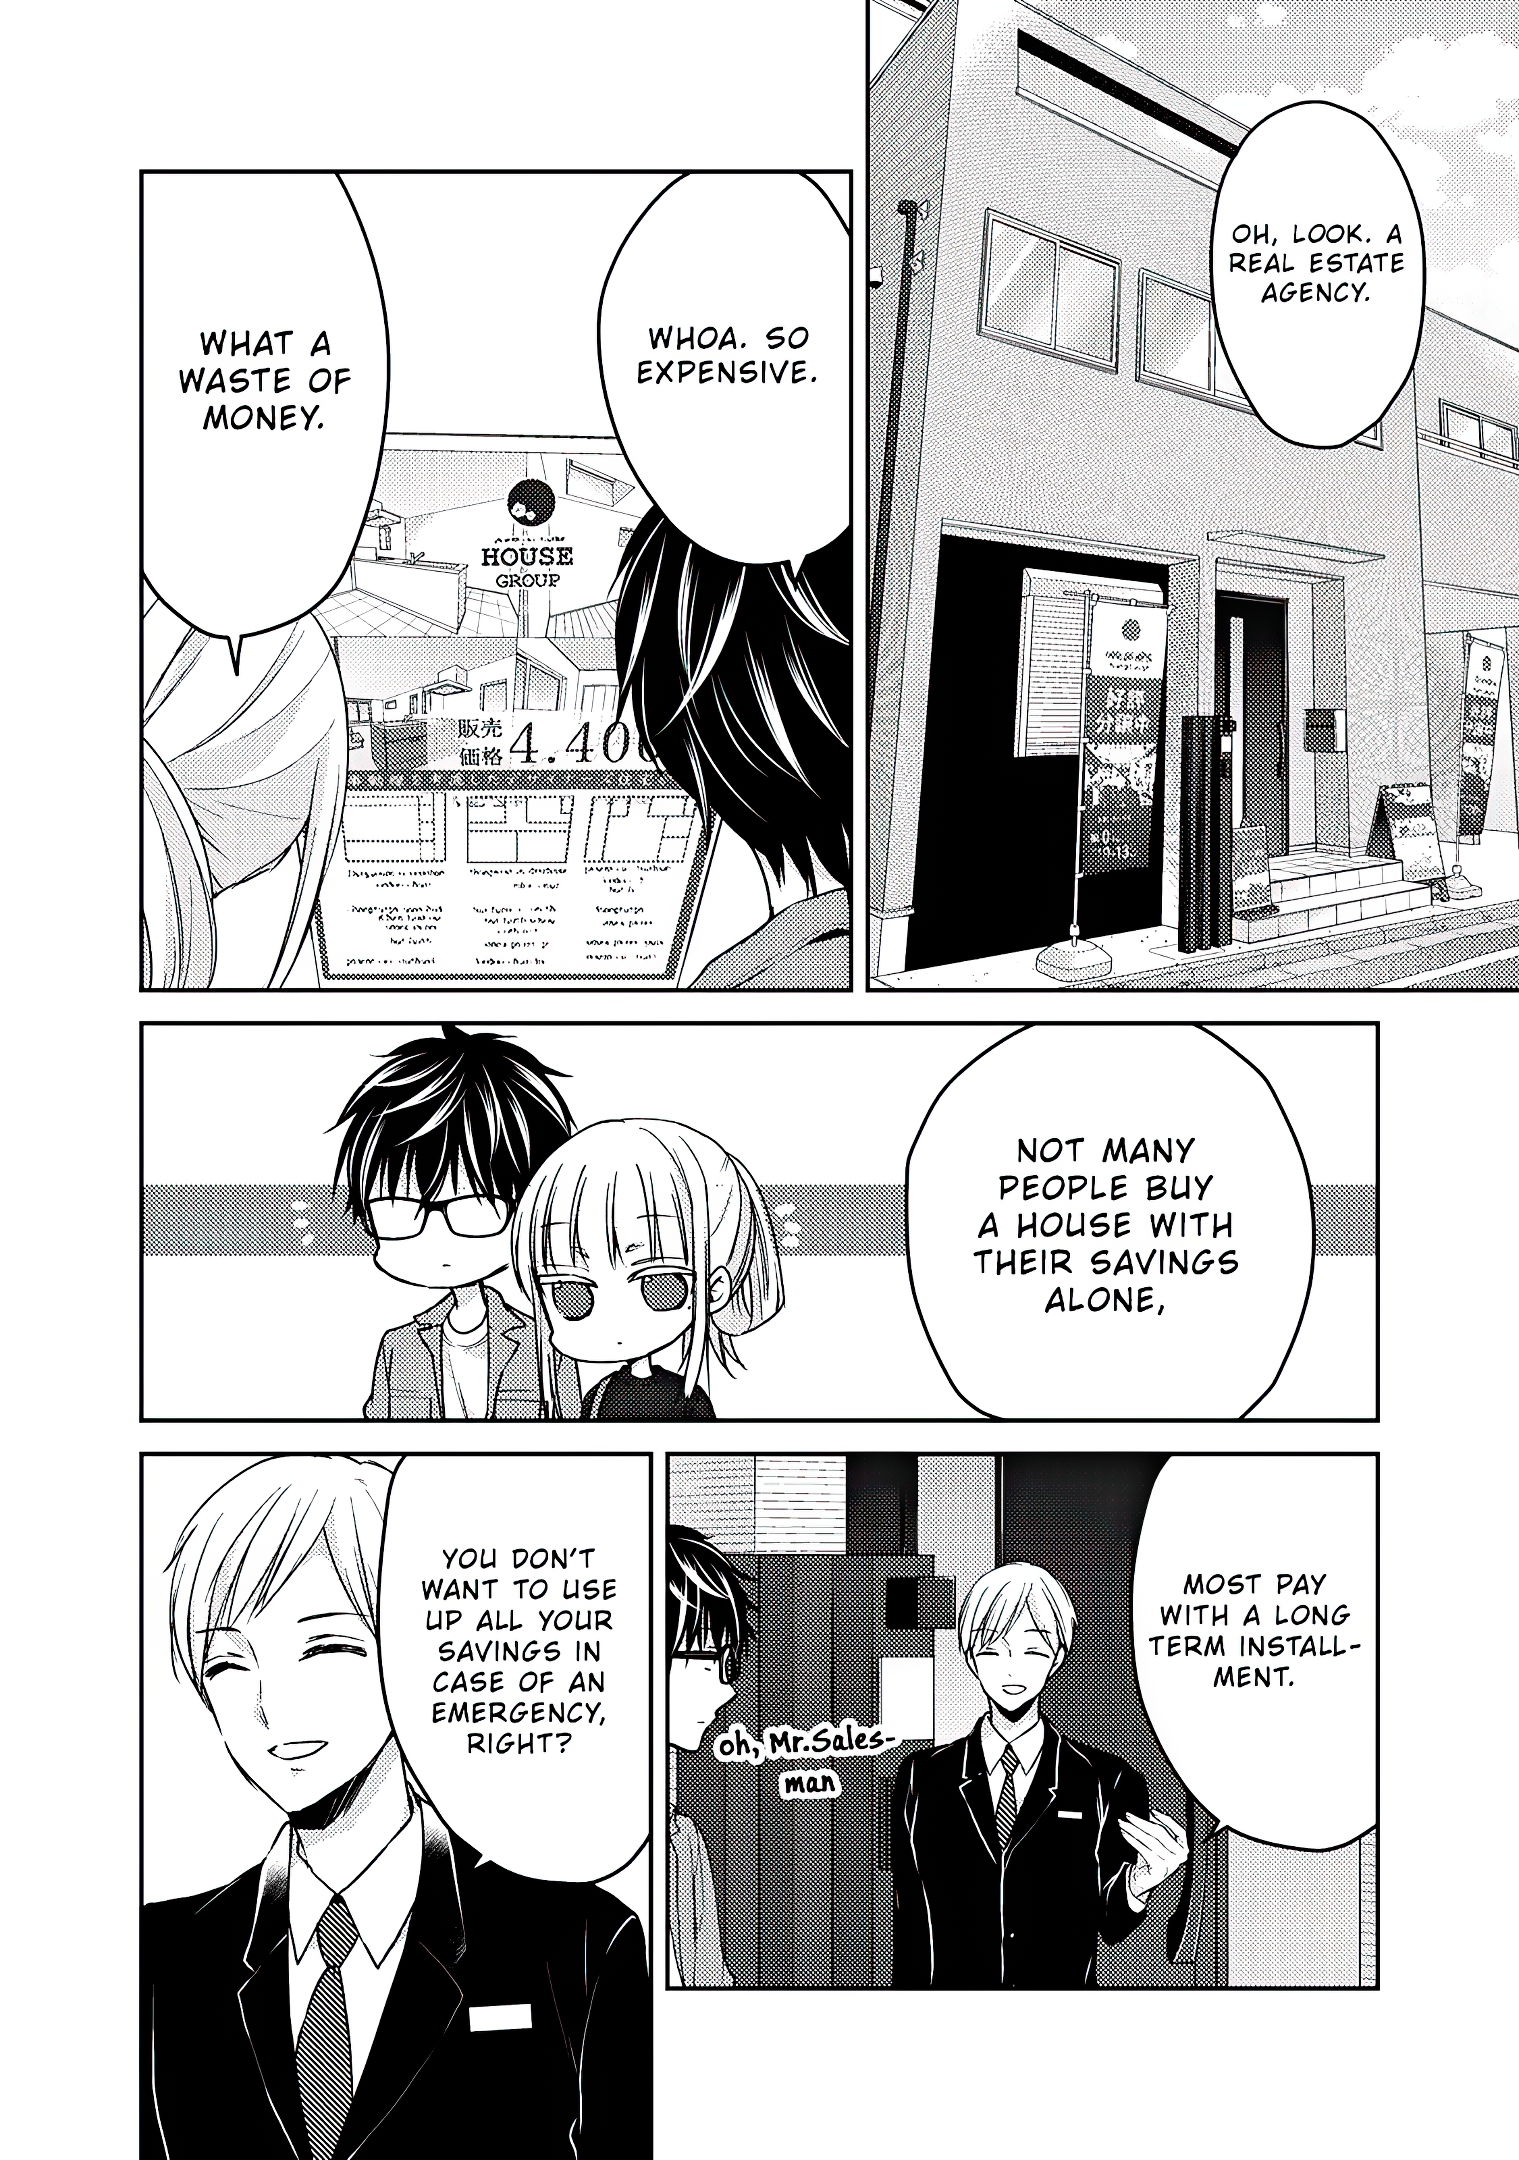 OH, LOOK. A
REAL ESTATE
AGENCY.
WHOA. SO
EXPENSIVE.
WHAT A
WASTE OF
MONEY.
HOUSE
GROUP
販売
価格
4.40
NOT MANY
PEOPLE BUY
A HOUSE WITH
THEIR SAVINGS
ALONE,
MOST PAY
WITH A LONG
TERM INSTALL-
MENT.
oh, Mr.Sales-
man
YOU DON'T
WANT TO USE
UP ALL YOUR
SAVINGS IN
CASE OF AN
EMERGENCY,
RIGHT?